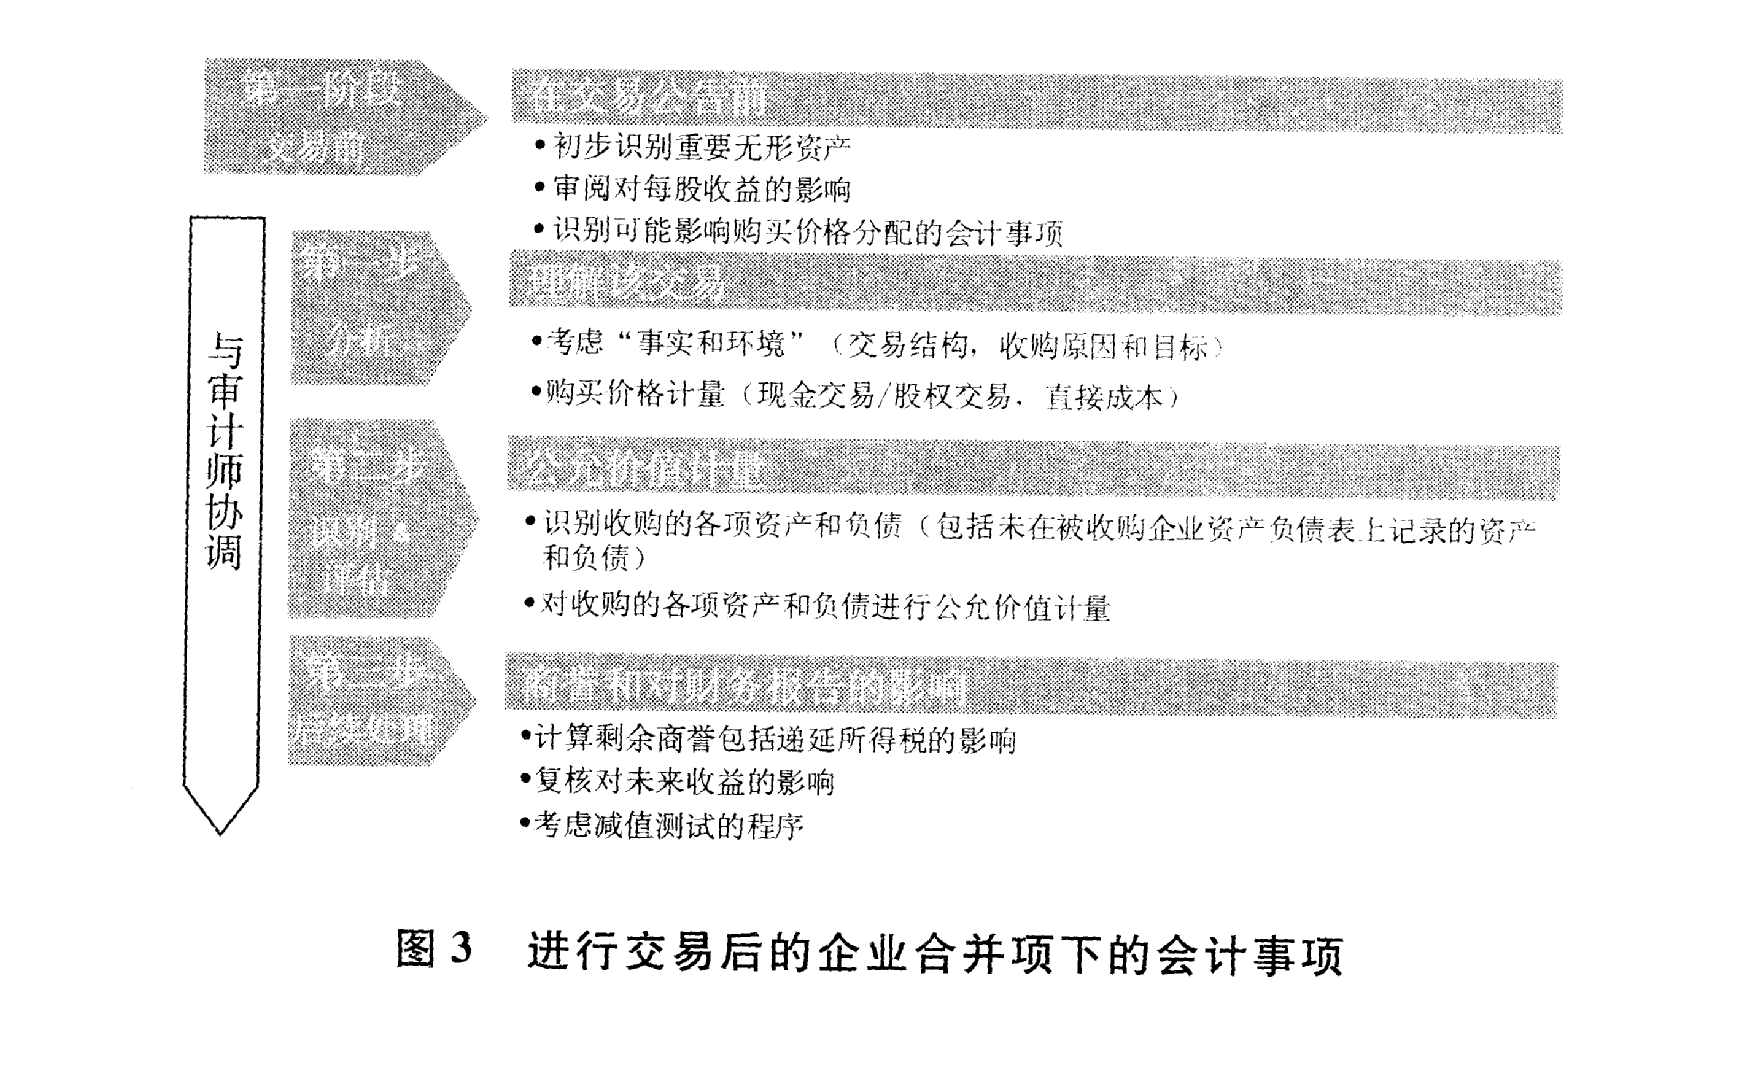 第一阶段
交易前
在交易公告前
•初步识别重要无形资产
•审阅对每股收益的影响
•识别可能影响购买价格分配的会计事项
与审计师协调
第一步
分析
理解该交易
•考虑“事实和环境”（交易结构，收购原因和目标）
•购买价格计量（现金交易/股权交易，直接成本）
第二步
识别 &
评估
公允价值计量
•识别收购的各项资产和负债（包括未在被收购企业资产负债表上记录的资产
和负债）
•对收购的各项资产和负债进行公允价值计量
第三步
后续处理
商誉和对财务报告的影响
•计算剩余商誉包括递延所得税的影响
•复核对未来收益的影响
•考虑减值测试的程序
图3 进行交易后的企业合并项下的会计事项